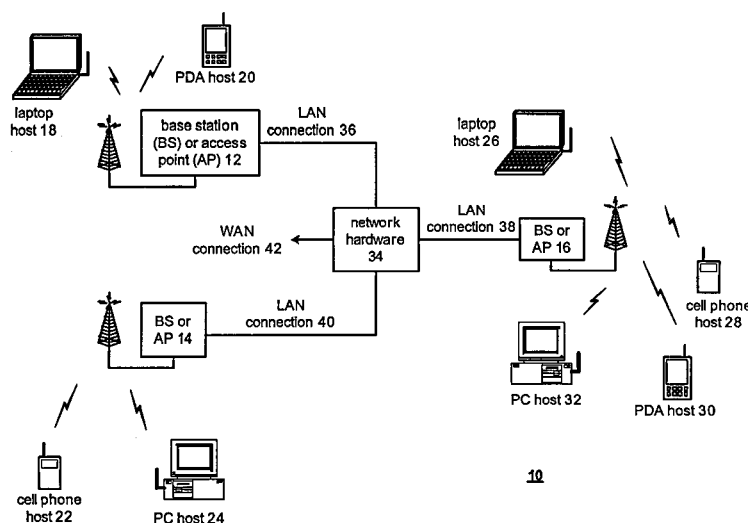 PDA host 20
laptop
host 18
base station
(BS) or access
point (AP) 12
LAN
connection 36
laptop
host 26
WAN
connection 42
network
hardware
34
LAN
connection 38
BS or
AP 16
cell phone
host 28
BS or
AP 14
LAN
connection 40
PC host 32
PDA host 30
cell phone
host 22
PC host 24
10